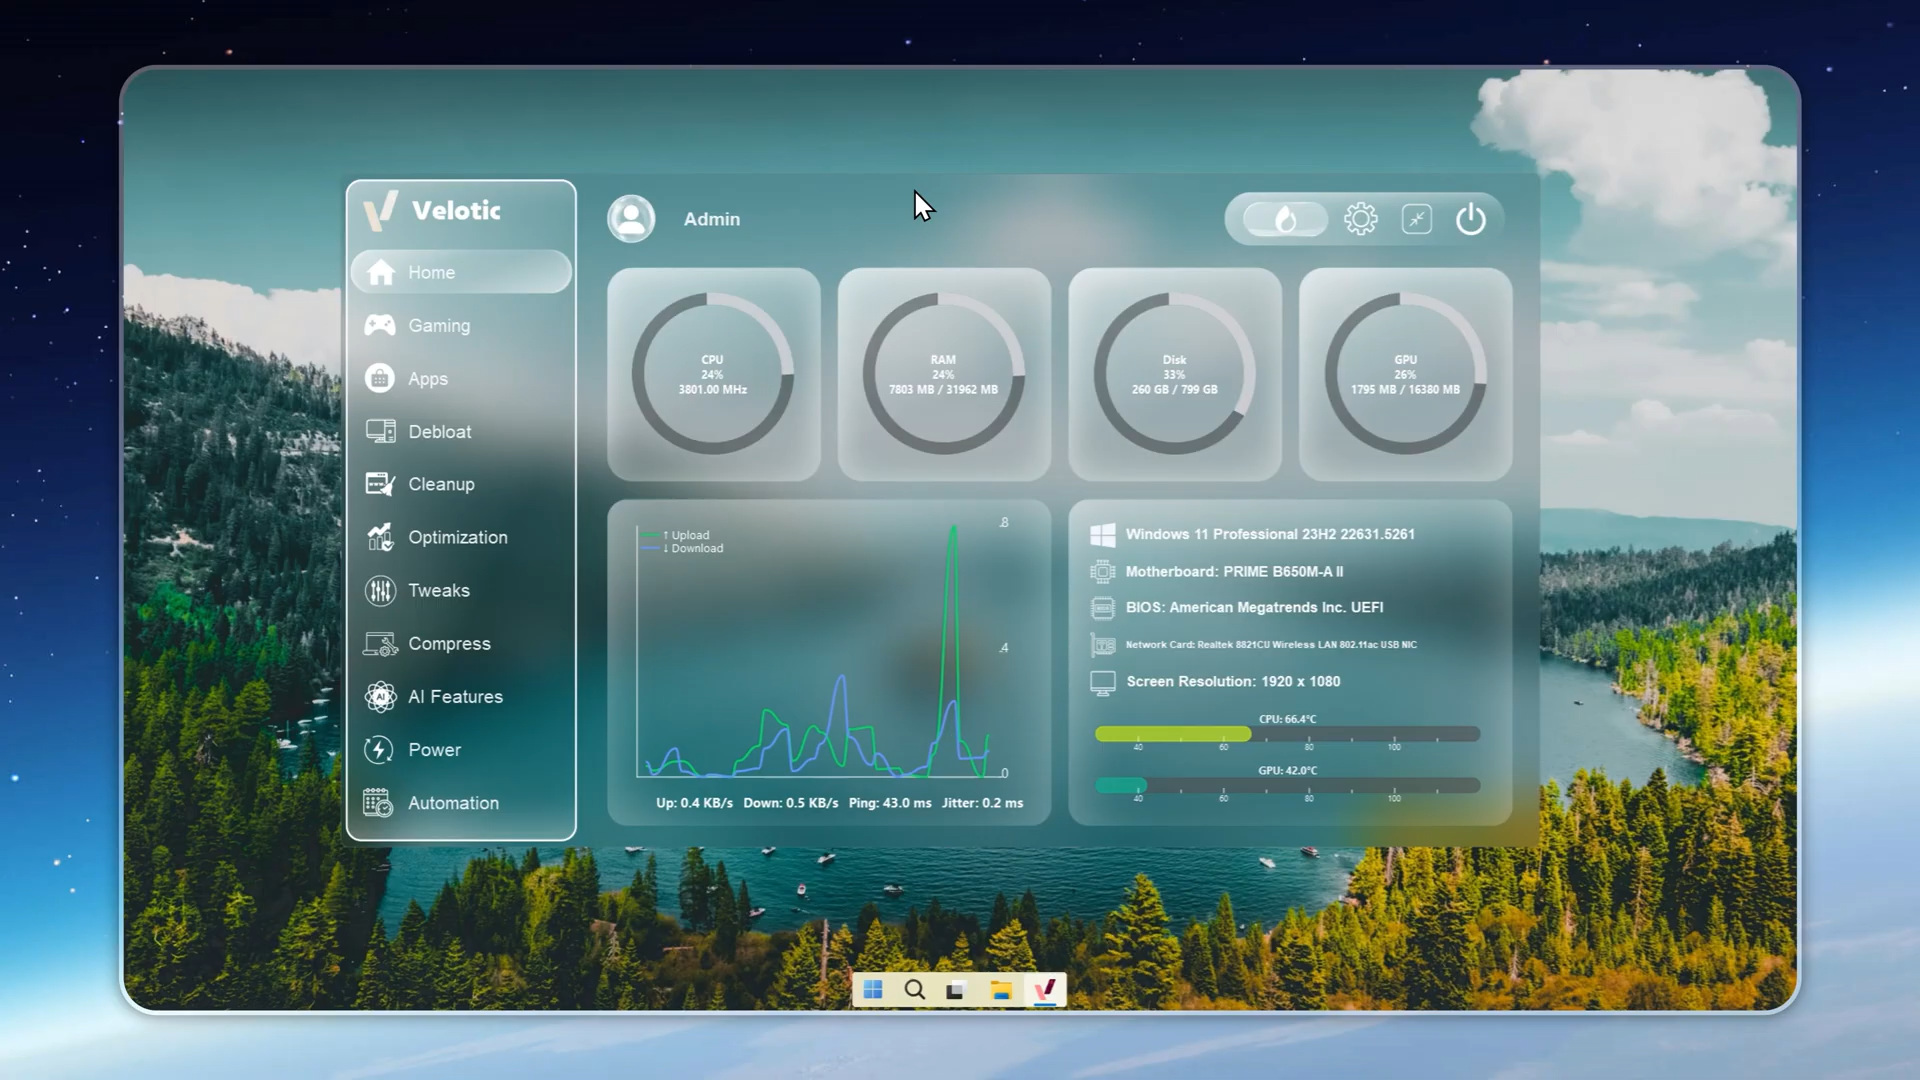 Velotic
Home
Gaming
Apps
Debloat
Cleanup
Optimization
Tweaks
Compress
AI
AI Features
Power
Automation
Admin
CPU
24%
3801.00 MHz
RAM
24%
7803 MB / 31962 MB
Disk
33%
260 GB / 799 GB
GPU
26%
1795 MB / 16380 MB
↑ Upload
↓ Download
.8
.4
.0
Up: 0.4 KB/s Down: 0.5 KB/s Ping: 43.0 ms Jitter: 0.2 ms
Windows 11 Professional 23H2 22631.5261
Motherboard: PRIME B650M-A II
BIOS: American Megatrends Inc. UEFI
Network Card: Realtek 8821CU Wireless LAN 802.11ac USB NIC
Screen Resolution: 1920 x 1080
CPU: 66.4°C
40 60 80 100
GPU: 42.0°C
40 60 80 100